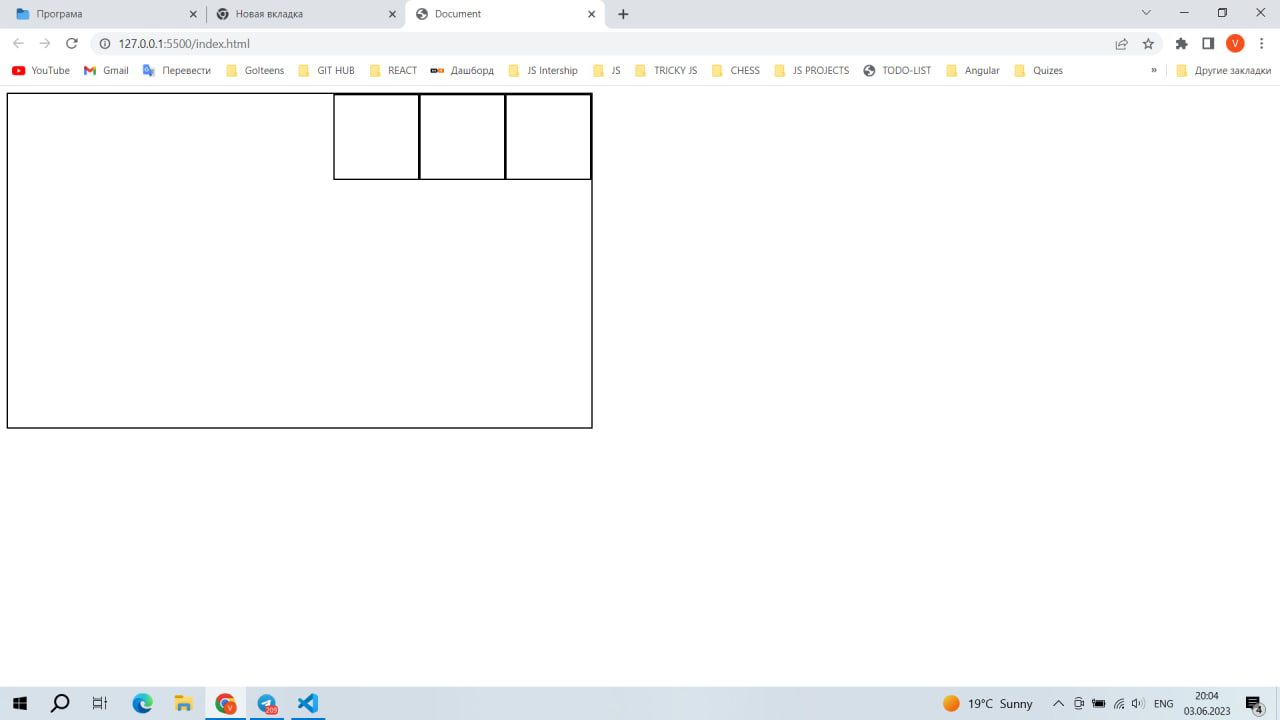 Програма
Новая вкладка
Document
127.0.0.1:5500/index.html
V
YouTube
Gmail
Перевести
Golteens
GIT HUB
REACT
Дашборд
JS Intership
JS
TRICKY JS
CHESS
JS PROJECTS
TODO-LIST
Angular
Quizes
»
Другие закладки
V
205
19°C Sunny
ENG
20:04
03.06.2023
4